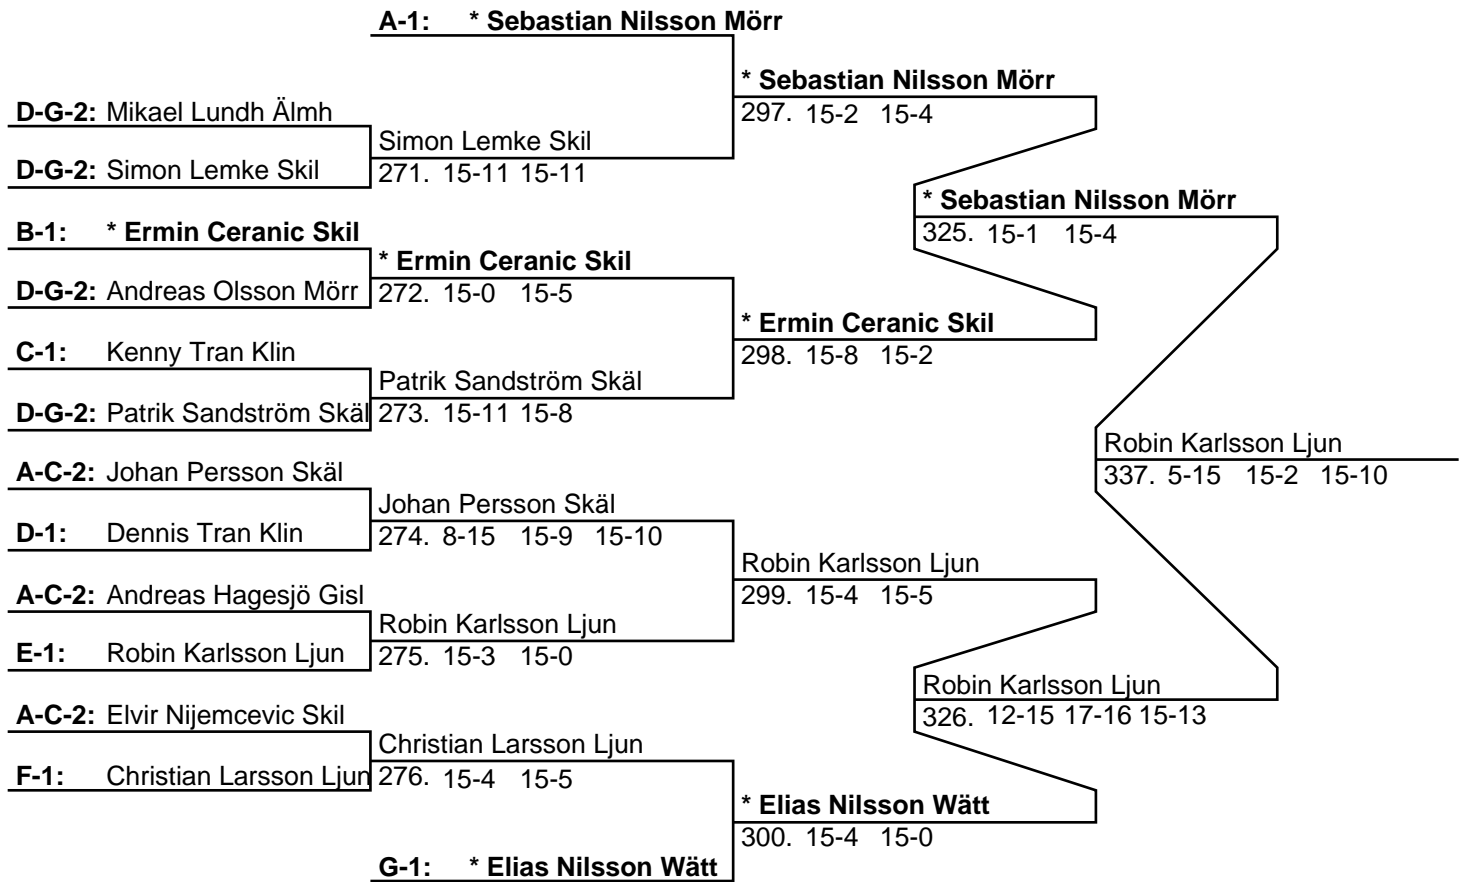 A-1: * Sebastian Nilsson Mörr
* Sebastian Nilsson Mörr
297. 15-2 15-4
D-G-2: Mikael Lundh Älmh
Simon Lemke Skil
271. 15-11 15-11
D-G-2: Simon Lemke Skil
* Sebastian Nilsson Mörr
325. 15-1 15-4
B-1: * Ermin Ceranic Skil
* Ermin Ceranic Skil
272. 15-0 15-5
D-G-2: Andreas Olsson Mörr
* Ermin Ceranic Skil
298. 15-8 15-2
C-1: Kenny Tran Klin
Patrik Sandström Skäl
273. 15-11 15-8
D-G-2: Patrik Sandström Skäl
Robin Karlsson Ljun
337. 5-15 15-2 15-10
A-C-2: Johan Persson Skäl
Johan Persson Skäl
274. 8-15 15-9 15-10
D-1: Dennis Tran Klin
Robin Karlsson Ljun
299. 15-4 15-5
A-C-2: Andreas Hagesjö Gisl
Robin Karlsson Ljun
275. 15-3 15-0
E-1: Robin Karlsson Ljun
Robin Karlsson Ljun
326. 12-15 17-16 15-13
A-C-2: Elvir Nijemcevic Skil
Christian Larsson Ljun
276. 15-4 15-5
F-1: Christian Larsson Ljun
* Elias Nilsson Wätt
300. 15-4 15-0
G-1: * Elias Nilsson Wätt